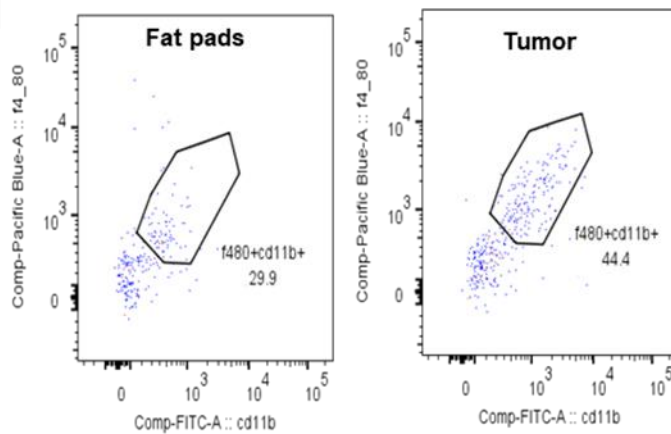 Fat pads
Comp-Pacific Blue-A :: f4_80
10^5
10^4
10^3
0
f480+cd11b+
29.9
0
10^3
10^4
10^5
Comp-FITC-A :: cd11b
Tumor
Comp-Pacific Blue-A :: f4_80
10^5
10^4
10^3
0
f480+cd11b+
44.4
0
10^3
10^4
10^5
Comp-FITC-A :: cd11b